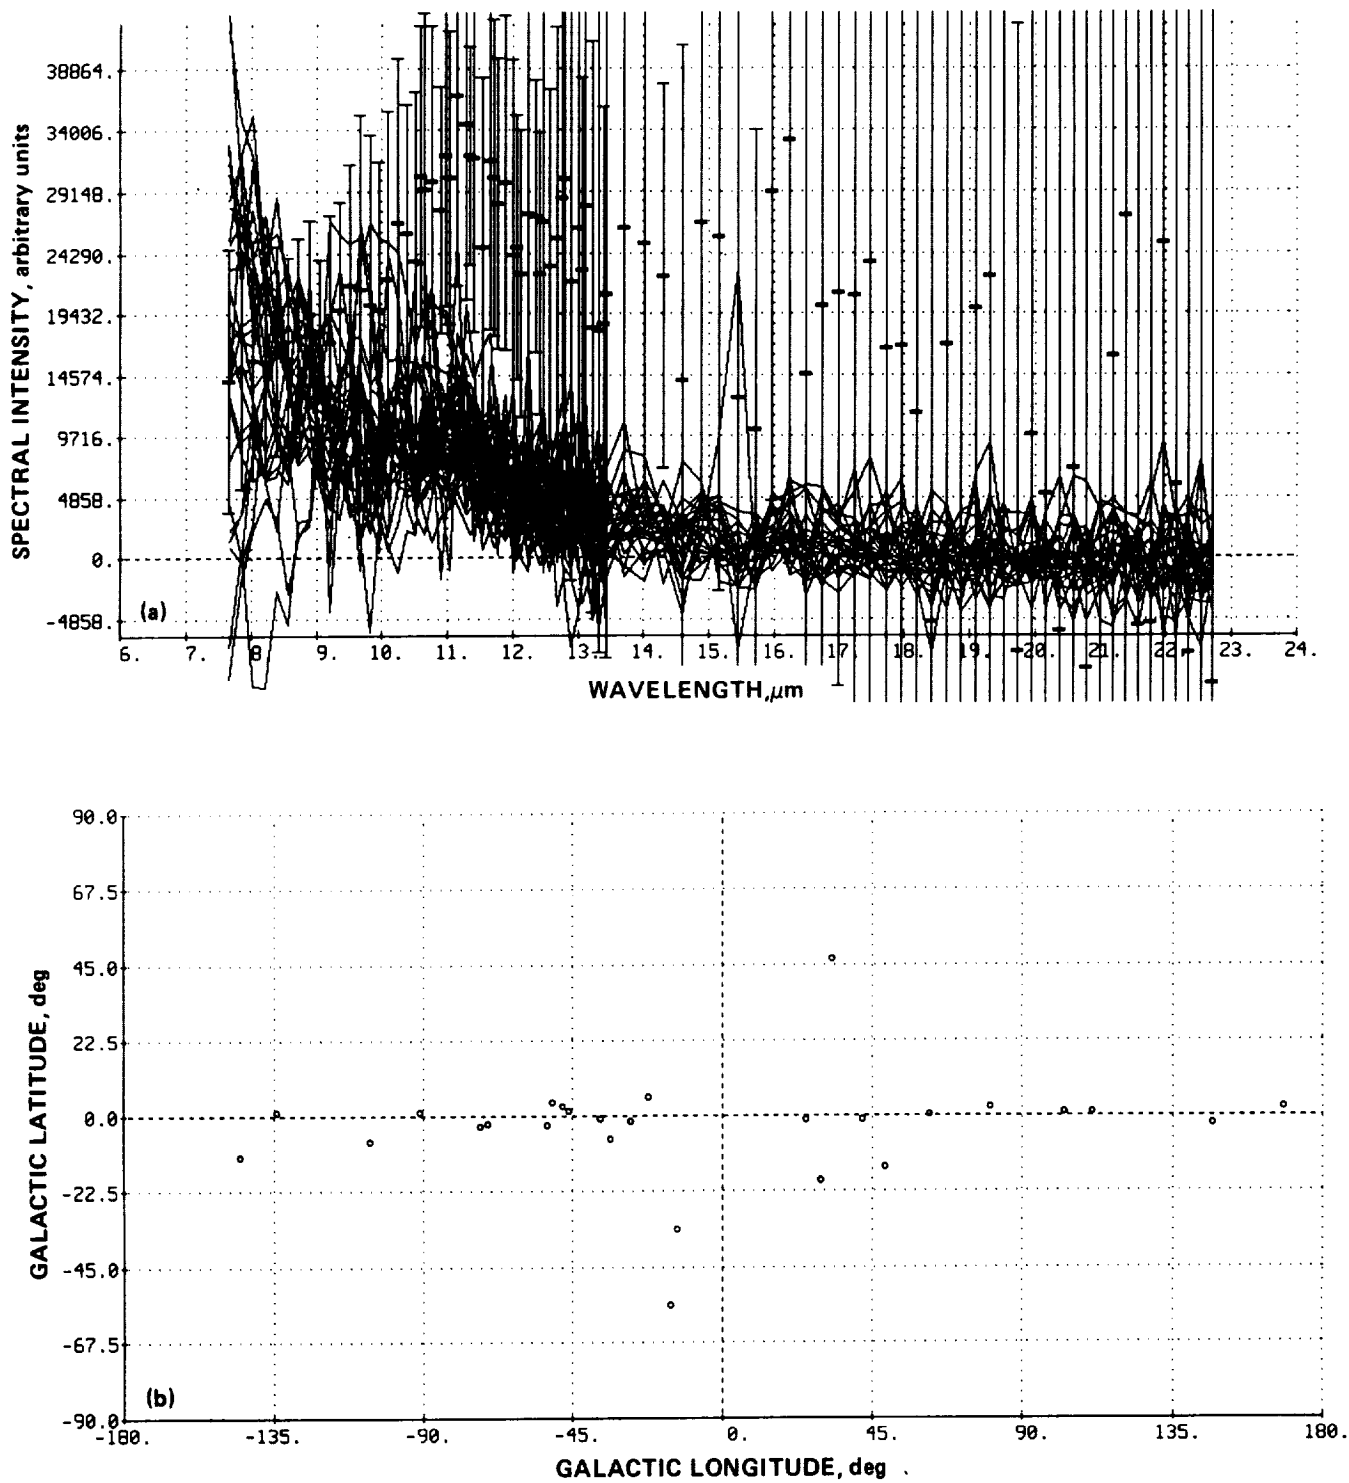 SPECTRAL INTENSITY, arbitrary units
38864.
34006.
29148.
24290.
19432.
14574.
9716.
4858.
0.
-4858.
(a)
6. 7. 8. 9. 10. 11. 12. 13. 14. 15. 16. 17. 18. 19. 20. 21. 22. 23. 24.
WAVELENGTH, μm
GALACTIC LATITUDE, deg
90.0
67.5
45.0
22.5
0.0
-22.5
-45.0
-67.5
-90.0
(b)
-180. -135. -90. -45. 0. 45. 90. 135. 180.
GALACTIC LONGITUDE, deg